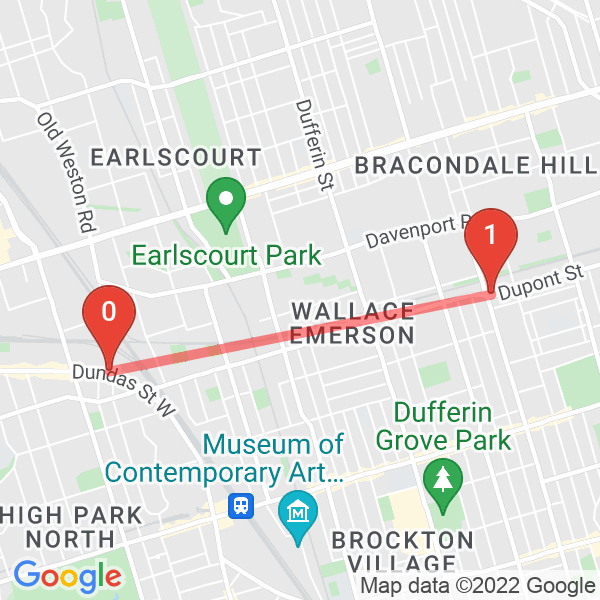 Old Weston Rd
Dufferin St
EARLSCOURT
BRACONDALE HILL
Earlscourt Park
Davenport R
1
Dupont St
0
WALLACE
EMERSON
Dundas St W
Dufferin
Grove Park
Museum of
Contemporary Art...
HIGH PARK
NORTH
M
BROCKTON
VILLAGE
Google
Map data ©2022 Google